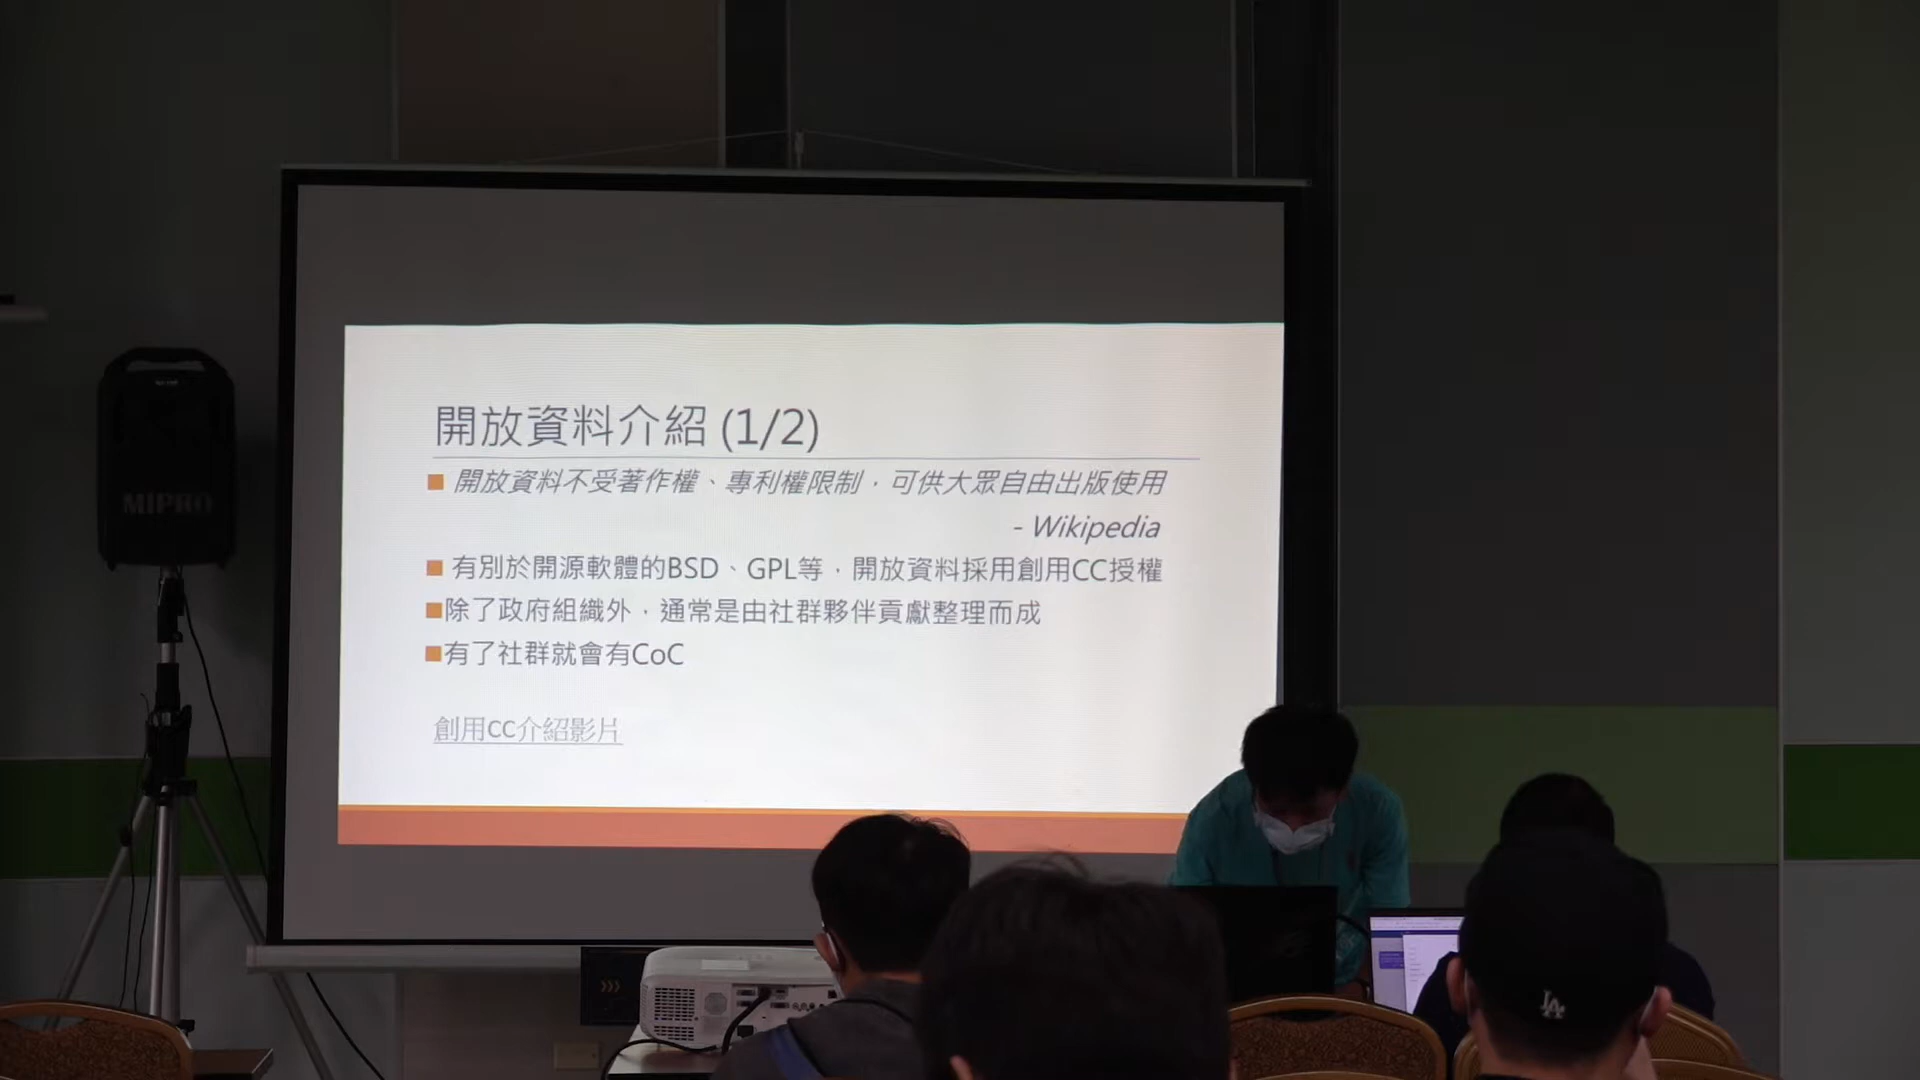 開放資料介紹 (1/2)
開放資料不受著作權、專利權限制，可供大眾自由出版使用
- Wikipedia
有別於開源軟體的BSD、GPL等，開放資料採用創用CC授權
除了政府組織外，通常是由社群夥伴貢獻整理而成
有了社群就會有CoC
創用CC介紹影片
MIPRO
LA